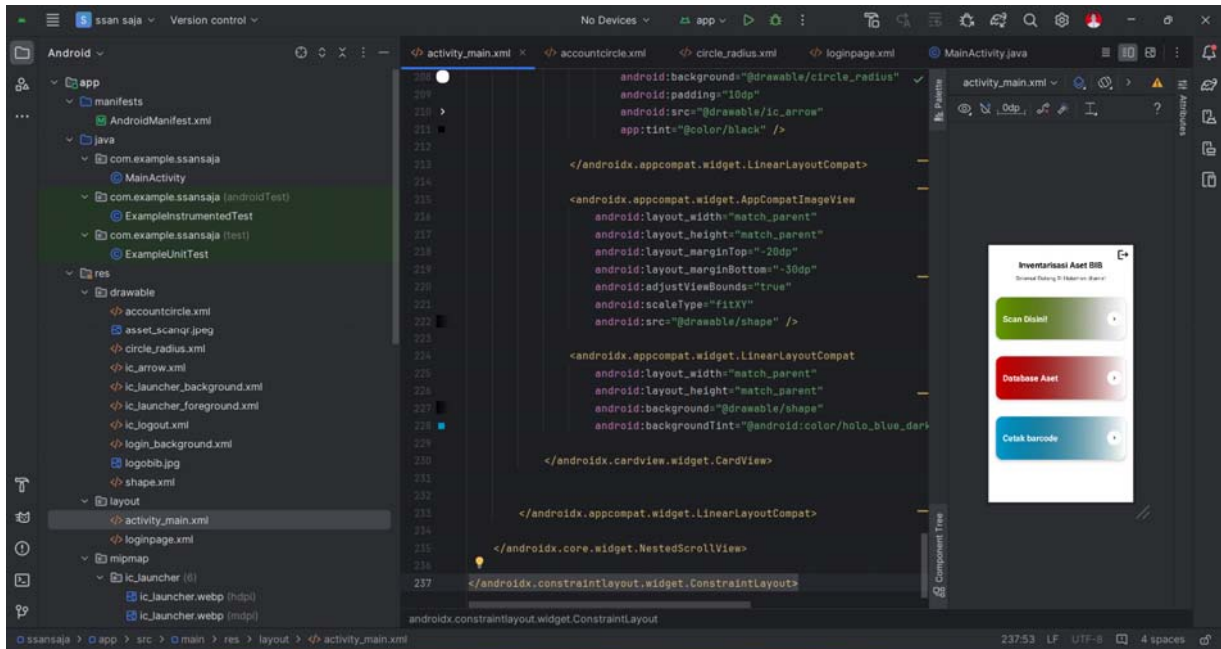 S ssan saja Version control No Devices app
Android
app
manifests
AndroidManifest.xml
java
com.example.ssansaja
MainActivity
com.example.ssansaja (androidTest)
ExampleInstrumentedTest
com.example.ssansaja (test)
ExampleUnitTest
res
drawable
accountcircle.xml
asset_scanqr.jpeg
circle_radius.xml
ic_arrow.xml
ic_launcher_background.xml
ic_launcher_foreground.xml
ic_logout.xml
login_background.xml
logobib.jpg
shape.xml
layout
activity_main.xml
loginpage.xml
mipmap
ic_launcher (6)
ic_launcher.webp (hdpi)
ic_launcher.webp (mdpi)
activity_main.xml accountcircle.xml circle_radius.xml loginpage.xml MainActivity.java
208 android:background="@drawable/circle_radius"
209 android:padding="10dp"
210 android:src="@drawable/ic_arrow"
211 app:tint="@color/black" />
212
213 </androidx.appcompat.widget.LinearLayoutCompat>
214
215 <androidx.appcompat.widget.AppCompatImageView
216 android:layout_width="match_parent"
217 android:layout_height="match_parent"
218 android:layout_marginTop="-20dp"
219 android:layout_marginBottom="-30dp"
220 android:adjustViewBounds="true"
221 android:scaleType="fitXY"
222 android:src="@drawable/shape" />
223
224 <androidx.appcompat.widget.LinearLayoutCompat
225 android:layout_width="match_parent"
226 android:layout_height="match_parent"
227 android:background="@drawable/shape"
228 android:backgroundTint="@android:color/holo_blue_dark
229
230 </androidx.cardview.widget.CardView>
231
232
233 </androidx.appcompat.widget.LinearLayoutCompat>
234
235 </androidx.core.widget.NestedScrollView>
236
237 </androidx.constraintlayout.widget.ConstraintLayout>
androidx.constraintlayout.widget.ConstraintLayout
Palette
Component Tree
activity_main.xml
0dp
?
Attributes
Inventarisasi Aset BIB
Scan Disini!
Database Aset
Cetak barcode
ssansaja > app > src > main > res > layout > activity_main.xml
237:53 LF UTF-8 4 spaces